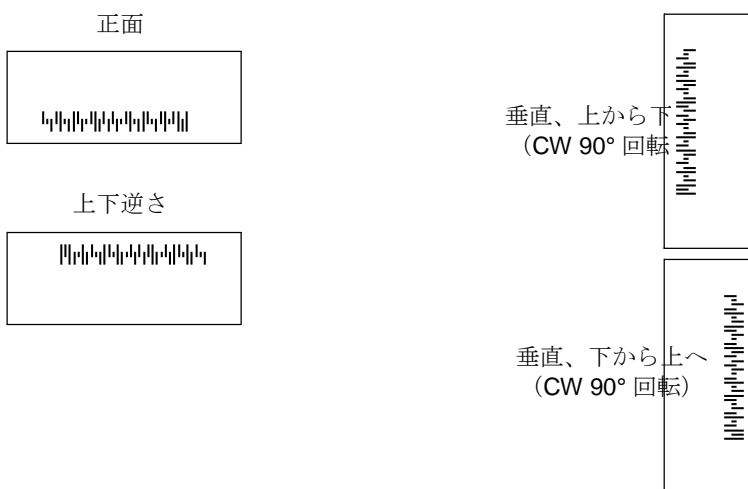 正面
垂直、上から下
（CW 90° 回転
上下逆さ
垂直、下から上へ
（CW 90° 回転）